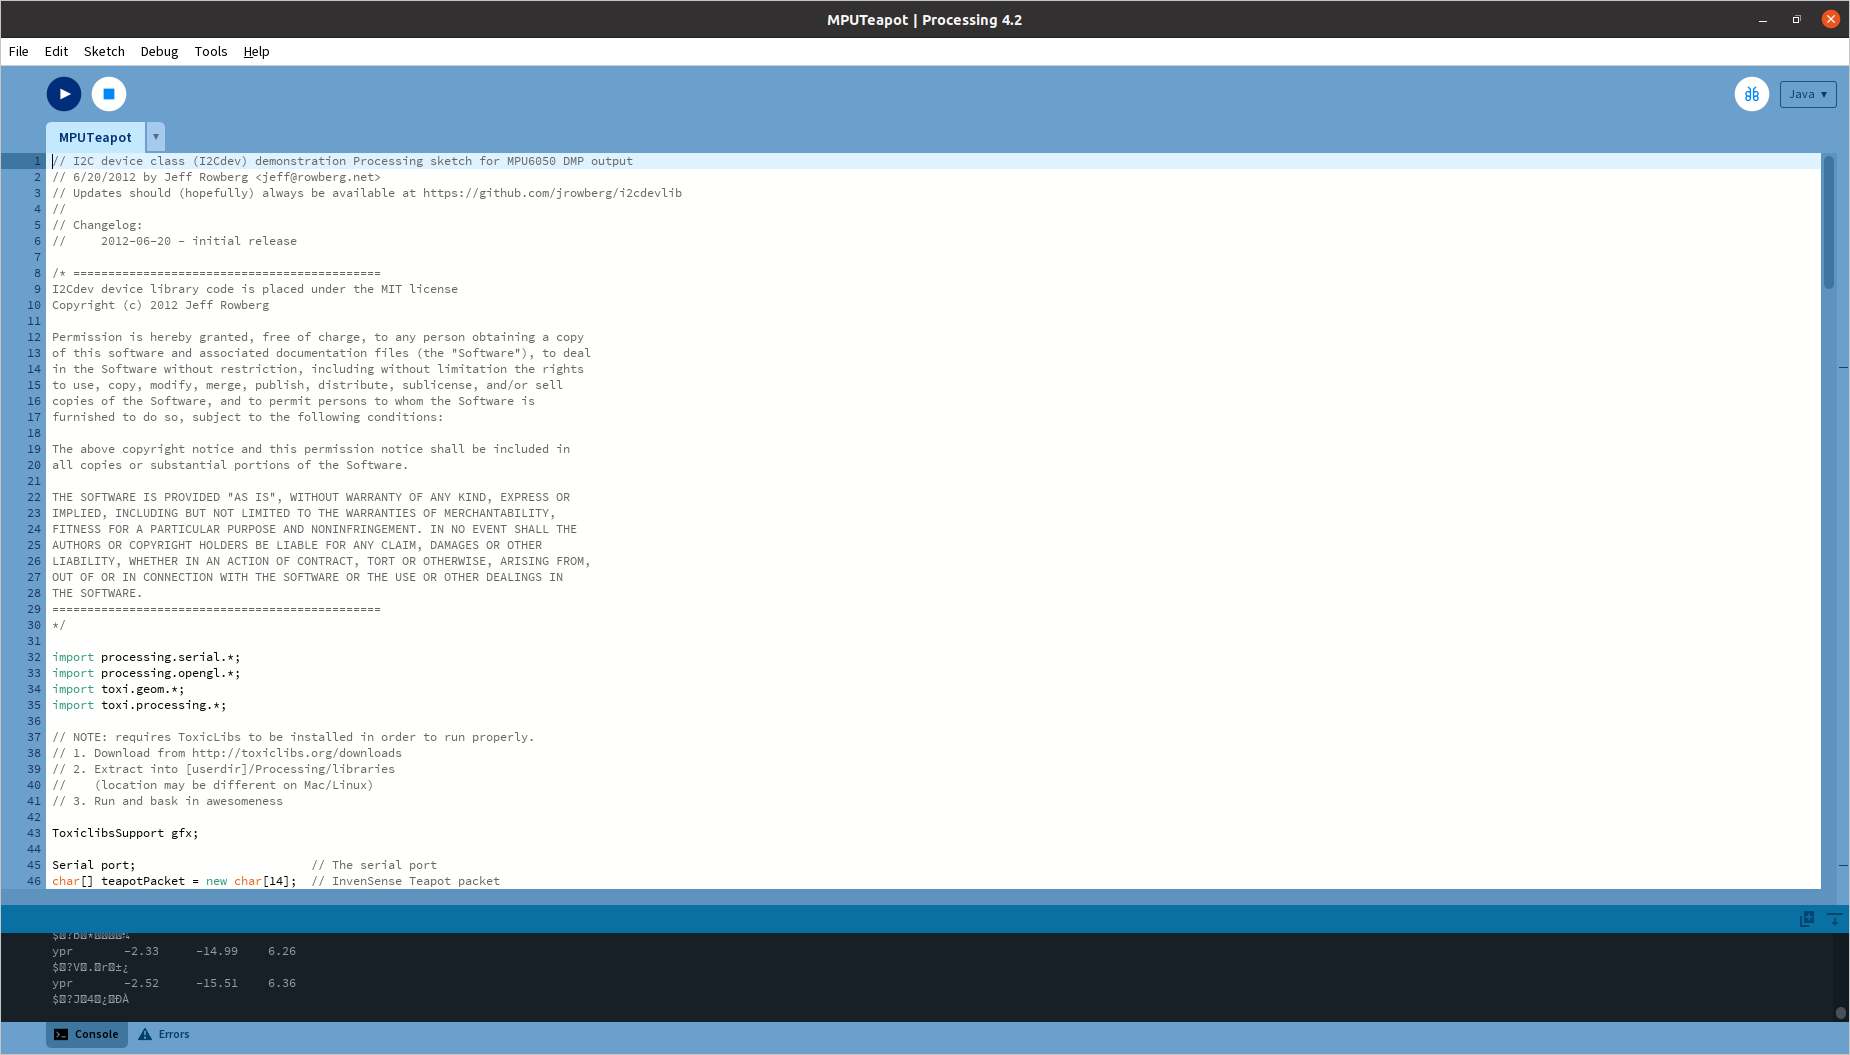 MPUTeapot | Processing 4.2
File Edit Sketch Debug Tools Help
Java
MPUTeapot
1 // I2C device class (I2Cdev) demonstration Processing sketch for MPU6050 DMP output
2 // 6/20/2012 by Jeff Rowberg <jeff@rowberg.net>
3 // Updates should (hopefully) always be available at https://github.com/jrowberg/i2cdevlib
4 //
5 // Changelog:
6 //     2012-06-20 - initial release
7
8 /* ============================================
9 I2Cdev device library code is placed under the MIT license
10 Copyright (c) 2012 Jeff Rowberg
11
12 Permission is hereby granted, free of charge, to any person obtaining a copy
13 of this software and associated documentation files (the "Software"), to deal
14 in the Software without restriction, including without limitation the rights
15 to use, copy, modify, merge, publish, distribute, sublicense, and/or sell
16 copies of the Software, and to permit persons to whom the Software is
17 furnished to do so, subject to the following conditions:
18
19 The above copyright notice and this permission notice shall be included in
20 all copies or substantial portions of the Software.
21
22 THE SOFTWARE IS PROVIDED "AS IS", WITHOUT WARRANTY OF ANY KIND, EXPRESS OR
23 IMPLIED, INCLUDING BUT NOT LIMITED TO THE WARRANTIES OF MERCHANTABILITY,
24 FITNESS FOR A PARTICULAR PURPOSE AND NONINFRINGEMENT. IN NO EVENT SHALL THE
25 AUTHORS OR COPYRIGHT HOLDERS BE LIABLE FOR ANY CLAIM, DAMAGES OR OTHER
26 LIABILITY, WHETHER IN AN ACTION OF CONTRACT, TORT OR OTHERWISE, ARISING FROM,
27 OUT OF OR IN CONNECTION WITH THE SOFTWARE OR THE USE OR OTHER DEALINGS IN
28 THE SOFTWARE.
29 ===============================================
30 */
31
32 import processing.serial.*;
33 import processing.opengl.*;
34 import toxi.geom.*;
35 import toxi.processing.*;
36
37 // NOTE: requires ToxicLibs to be installed in order to run properly.
38 // 1. Download from http://toxiclibs.org/downloads
39 // 2. Extract into [userdir]/Processing/libraries
40 //    (location may be different on Mac/Linux)
41 // 3. Run and bask in awesomeness
42
43 ToxiclibsSupport gfx;
44
45 Serial port;                         // The serial port
46 char[] teapotPacket = new char[14];  // InvenSense Teapot packet
ypr -2.33 -14.99 6.26
ypr -2.52 -15.51 6.36
Console Errors